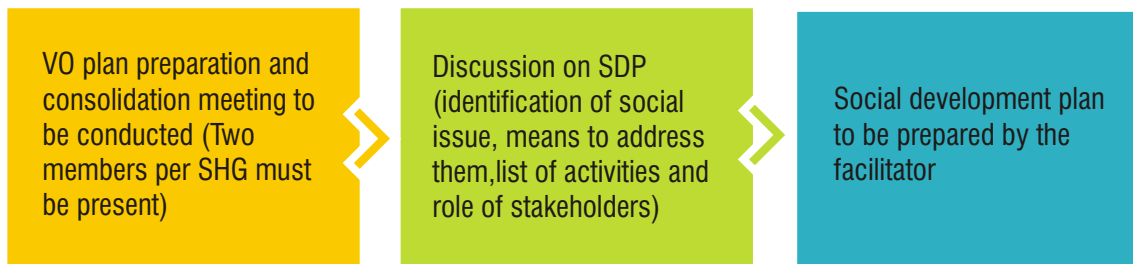 VO plan preparation and
consolidation meeting to
be conducted (Two
members per SHG must
be present)
Discussion on SDP
(identification of social
issue, means to address
them,list of activities and
role of stakeholders)
Social development plan
to be prepared by the
facilitator